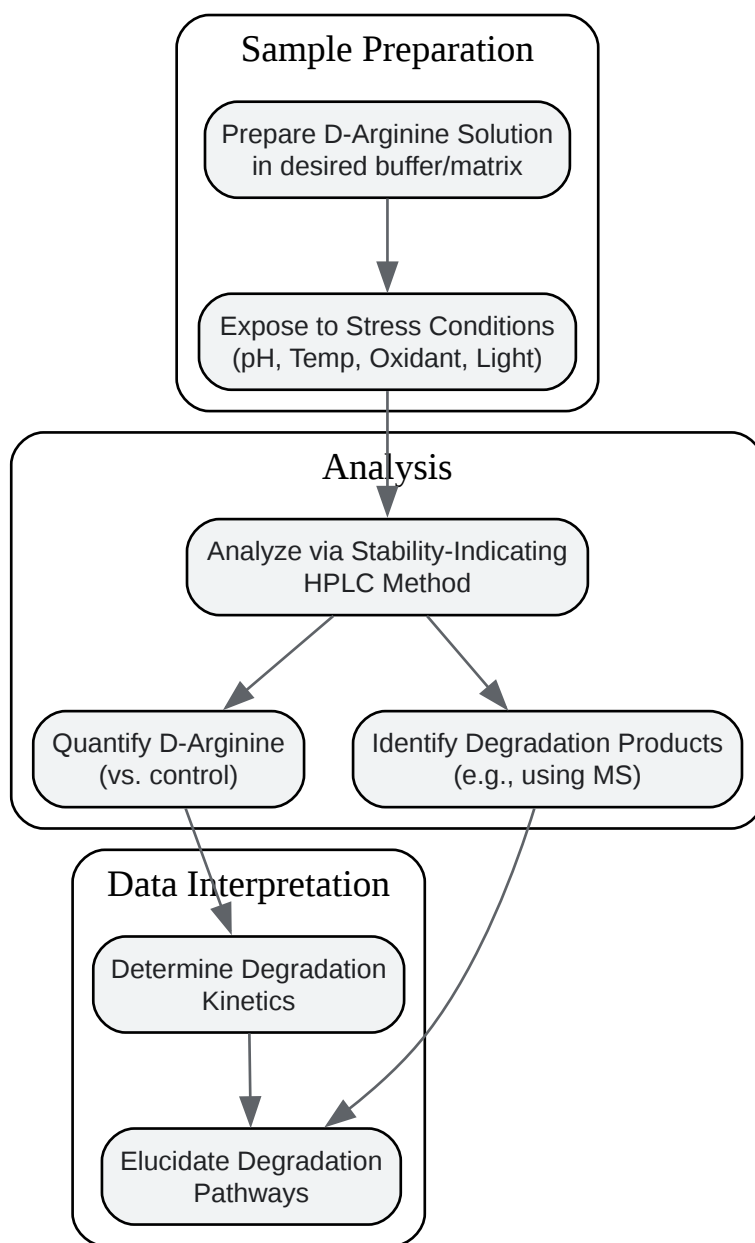 Sample Preparation
Prepare D-Arginine Solution
in desired buffer/matrix
Expose to Stress Conditions
(pH, Temp, Oxidant, Light)
Analysis
Analyze via Stability-Indicating
HPLC Method
Quantify D-Arginine
(vs. control)
Identify Degradation Products
(e.g., using MS)
Data Interpretation
Determine Degradation
Kinetics
Elucidate Degradation
Pathways